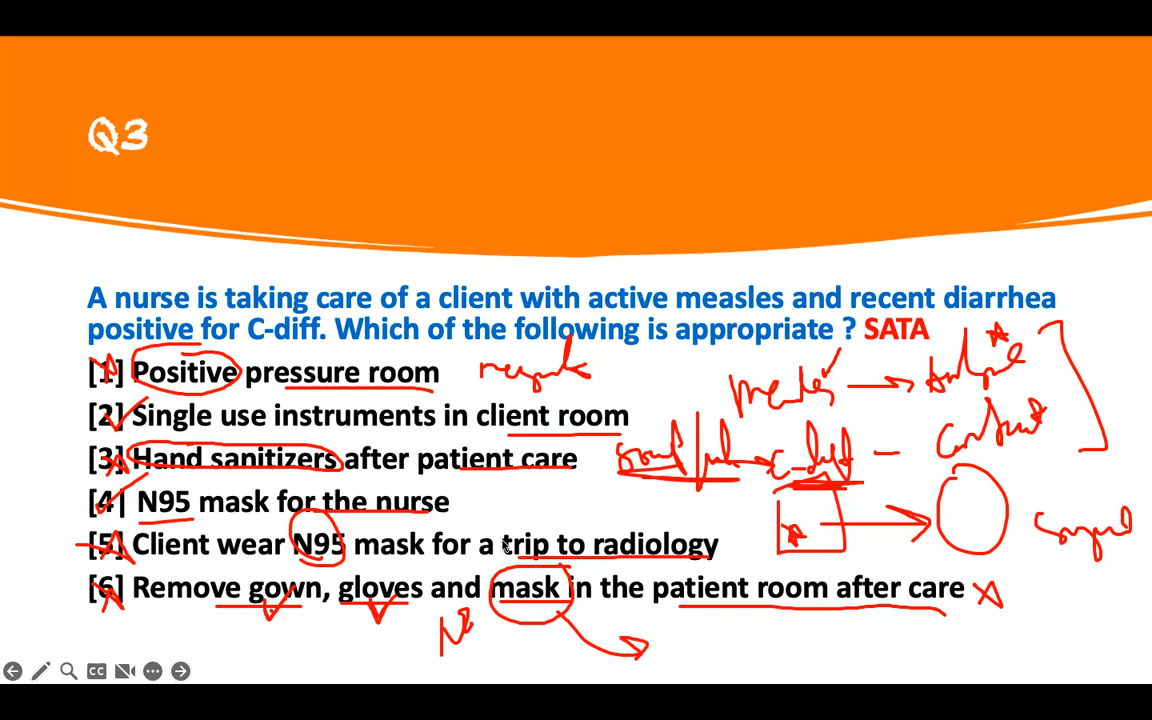 Q3
A nurse is taking care of a client with active measles and recent diarrhea
positive for C-diff. Which of the following is appropriate ? SATA
[1] Positive pressure room
[2] Single use instruments in client room
[3] Hand sanitizers after patient care
[4] N95 mask for the nurse
[5] Client wear N95 mask for a trip to radiology
[6] Remove gown, gloves and mask in the patient room after care
measles
C-diff
CC